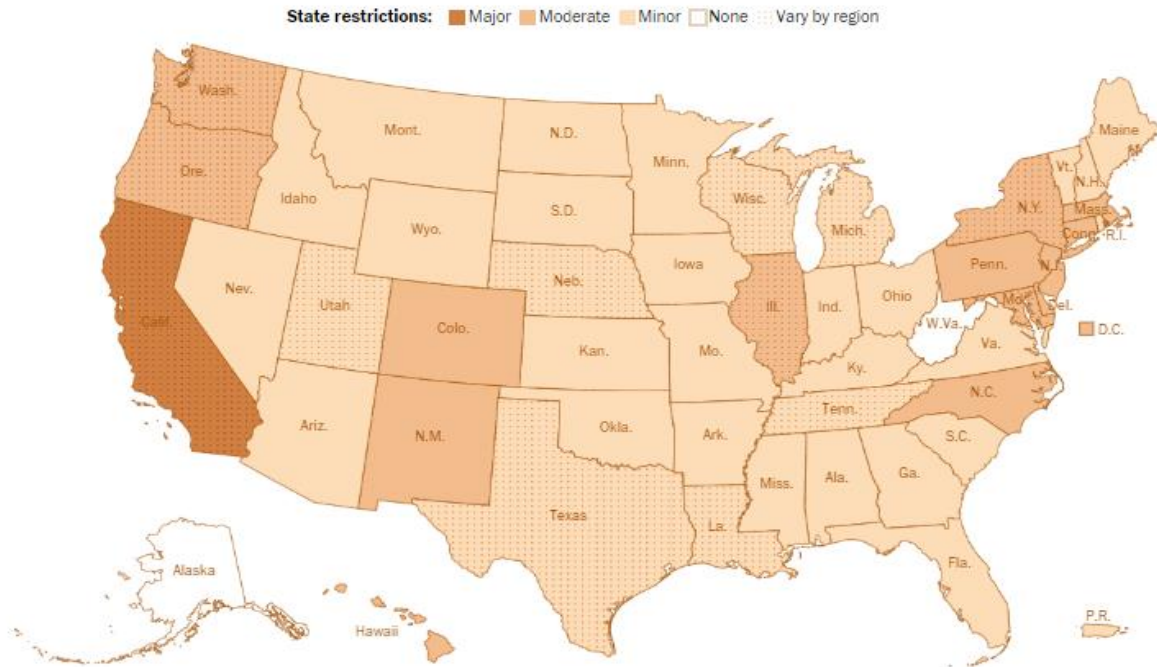 State restrictions: Major Moderate Minor None Vary by region
Wash.
Mont.
N.D.
Minn.
Maine
Ore.
Idaho
Wyo.
S.D.
Wisc.
Mich.
Vt.
N.H.
N.Y.
Mass.
Conn.
R.I.
Nev.
Utah
Colo.
Neb.
Iowa
Ill.
Ind.
Ohio
Penn.
N.J.
Calif.
Kan.
Mo.
Ky.
W.Va.
Va.
Md.
Del.
D.C.
Ariz.
N.M.
Okla.
Ark.
Tenn.
N.C.
S.C.
Texas
La.
Miss.
Ala.
Ga.
Fla.
Alaska
Hawaii
P.R.